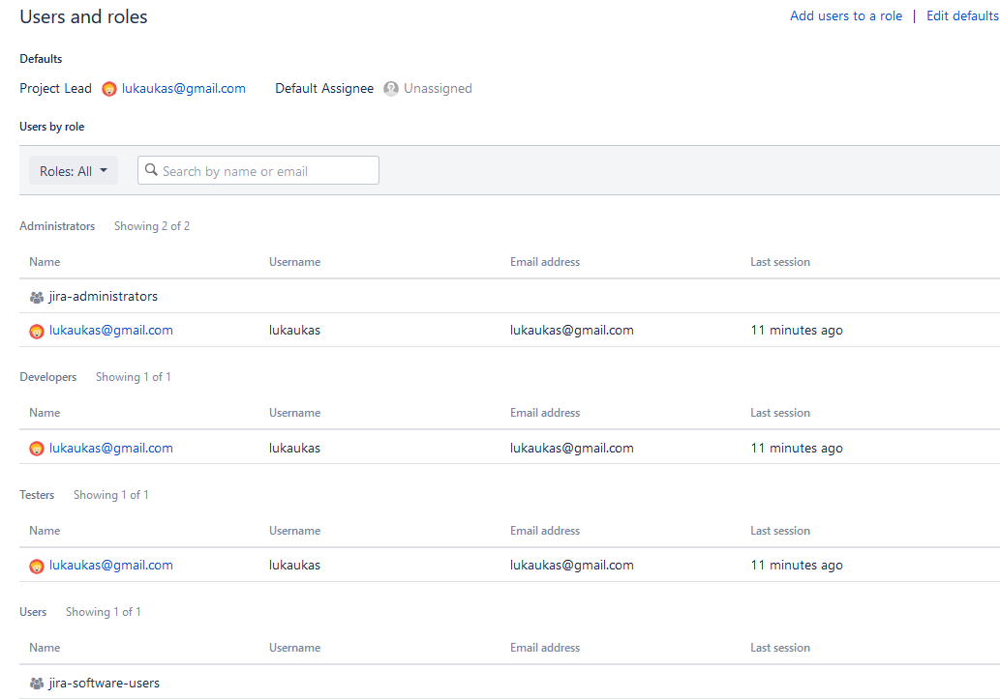 Users and roles Add users to a role | Edit defaults
Defaults
Project Lead lukaukas@gmail.com Default Assignee Unassigned
Users by role
Roles: All Search by name or email
Administrators Showing 2 of 2
Name Username Email address Last session
jira-administrators
lukaukas@gmail.com lukaukas lukaukas@gmail.com 11 minutes ago
Developers Showing 1 of 1
Name Username Email address Last session
lukaukas@gmail.com lukaukas lukaukas@gmail.com 11 minutes ago
Testers Showing 1 of 1
Name Username Email address Last session
lukaukas@gmail.com lukaukas lukaukas@gmail.com 11 minutes ago
Users Showing 1 of 1
Name Username Email address Last session
jira-software-users